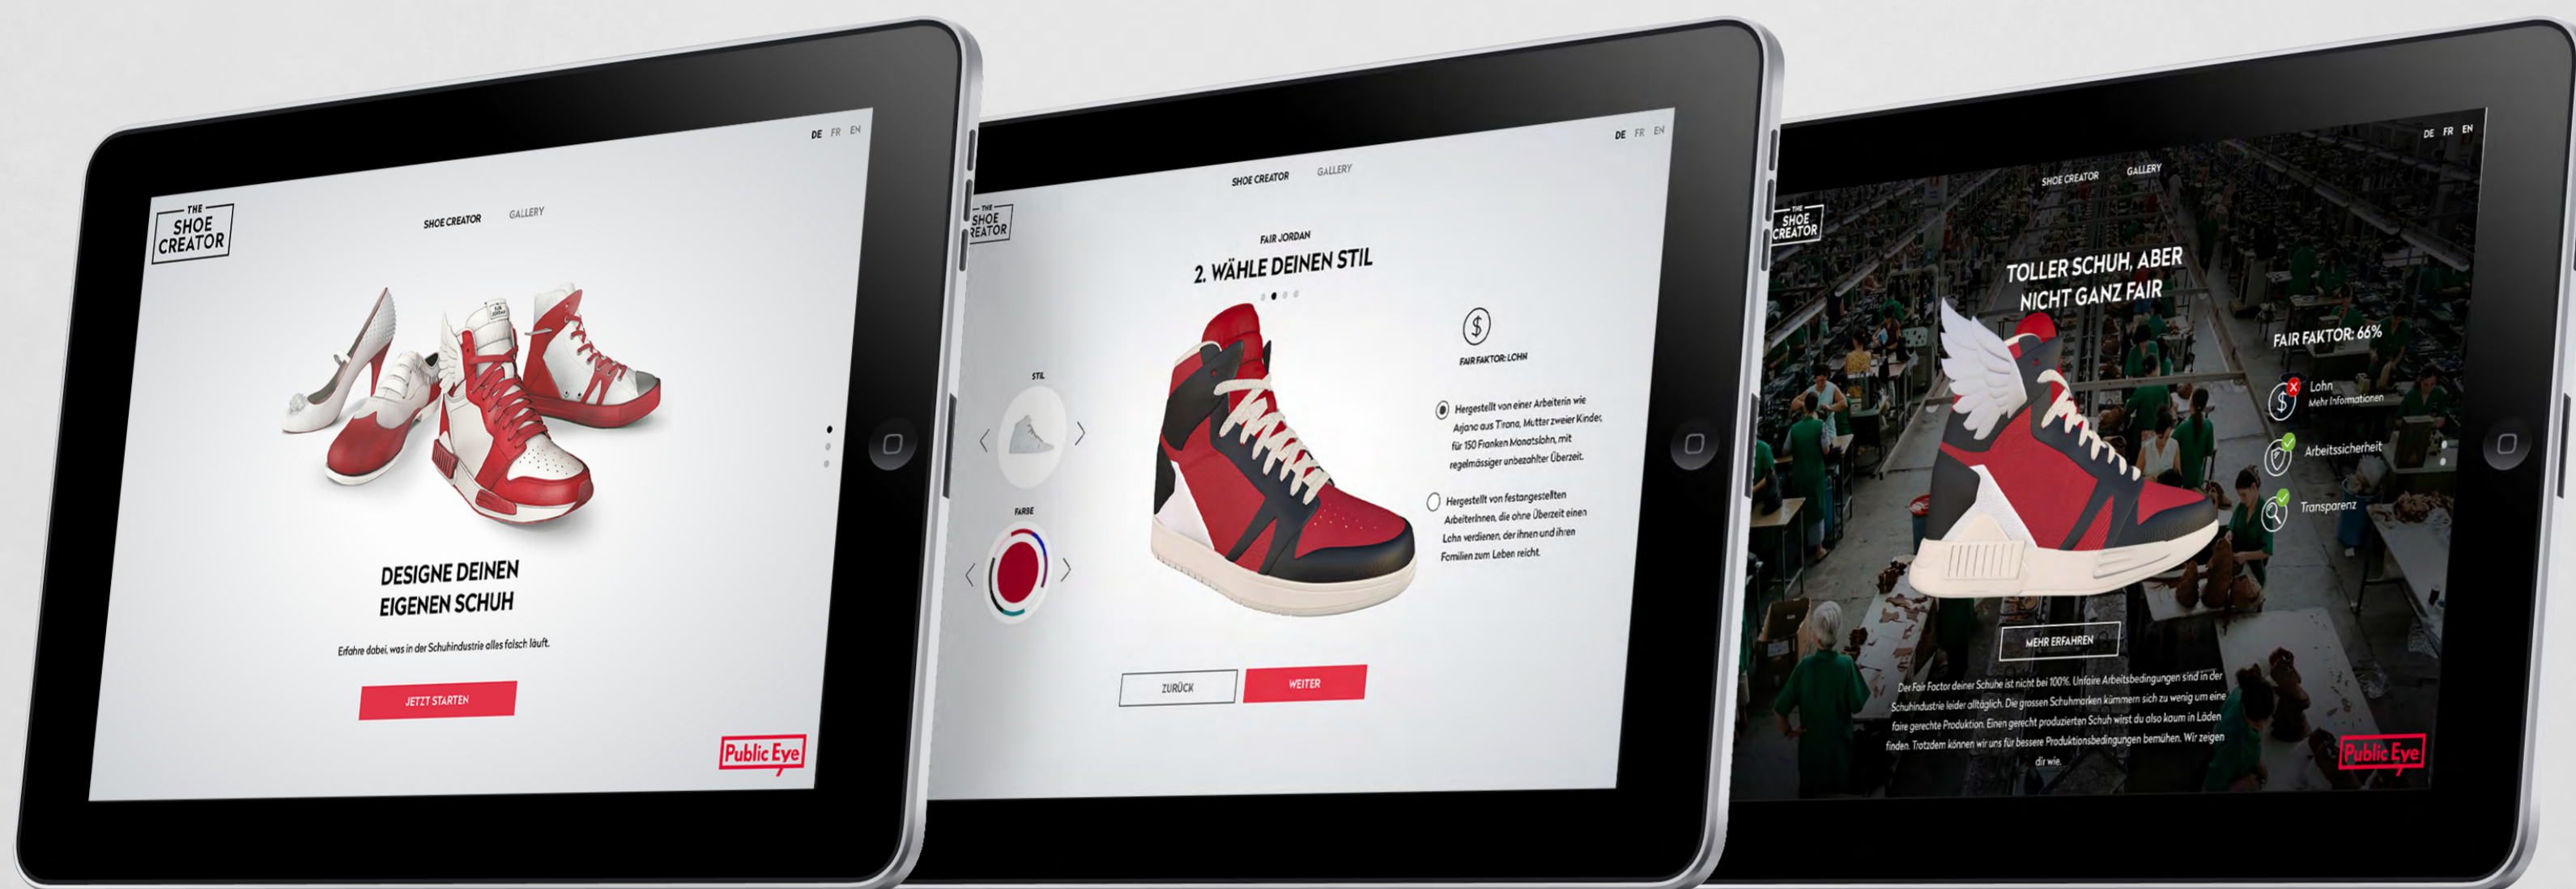 DE FR EN
THE
SHOE
CREATOR
SHOE CREATOR GALLERY
DESIGNE DEINEN
EIGENEN SCHUH
Erfahre dabei, was in der Schuhindustrie alles falsch läuft.
JETZT STARTEN
Public Eye
DE FR EN
THE
SHOE
REATOR
SHOE CREATOR GALLERY
FAIR JORDAN
2. WÄHLE DEINEN STIL
STIL
FARBE
$
FAIR FAKTOR: LOHN
Hergestellt von einer Arbeiterin wie
Arjana aus Tirana, Mutter zweier Kinder,
für 150 Franken Monatslohn, mit
regelmässiger unbezahlter Überzeit.
Hergestellt von festangestellten
ArbeiterInnen, die ohne Überzeit einen
Lohn verdienen, der ihnen und ihren
Familien zum Leben reicht.
ZURÜCK WEITER
DE FR EN
THE
SHOE
CREATOR
SHOE CREATOR GALLERY
TOLLER SCHUH, ABER
NICHT GANZ FAIR
FAIR FAKTOR: 66%
$
Lohn
Mehr Informationen
Arbeitssicherheit
Transparenz
MEHR ERFAHREN
Der Fair Factor deiner Schuhe ist nicht bei 100%. Unfaire Arbeitsbedingungen sind in der
Schuhindustrie leider alltäglich. Die grossen Schuhmarken kümmern sich zu wenig um eine
faire gerechte Produktion. Einen gerecht produzierten Schuh wirst du also kaum in Läden
finden. Trotzdem können wir uns für bessere Produktionsbedingungen bemühen. Wir zeigen
dir wie.
Public Eye